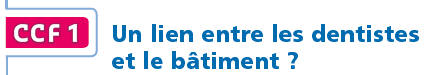 CCF 1
Un lien entre les dentistes
et le bâtiment ?